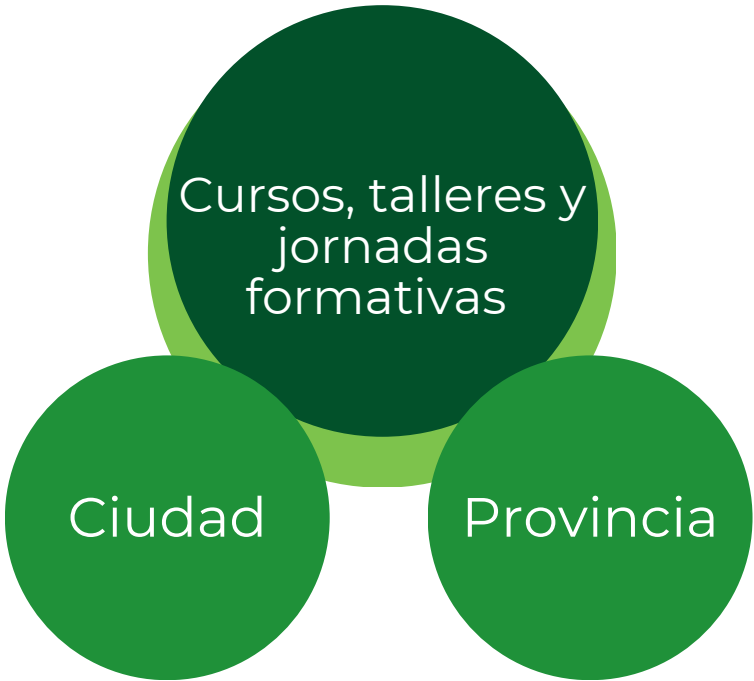 Cursos, talleres y
jornadas
formativas
Ciudad
Provincia